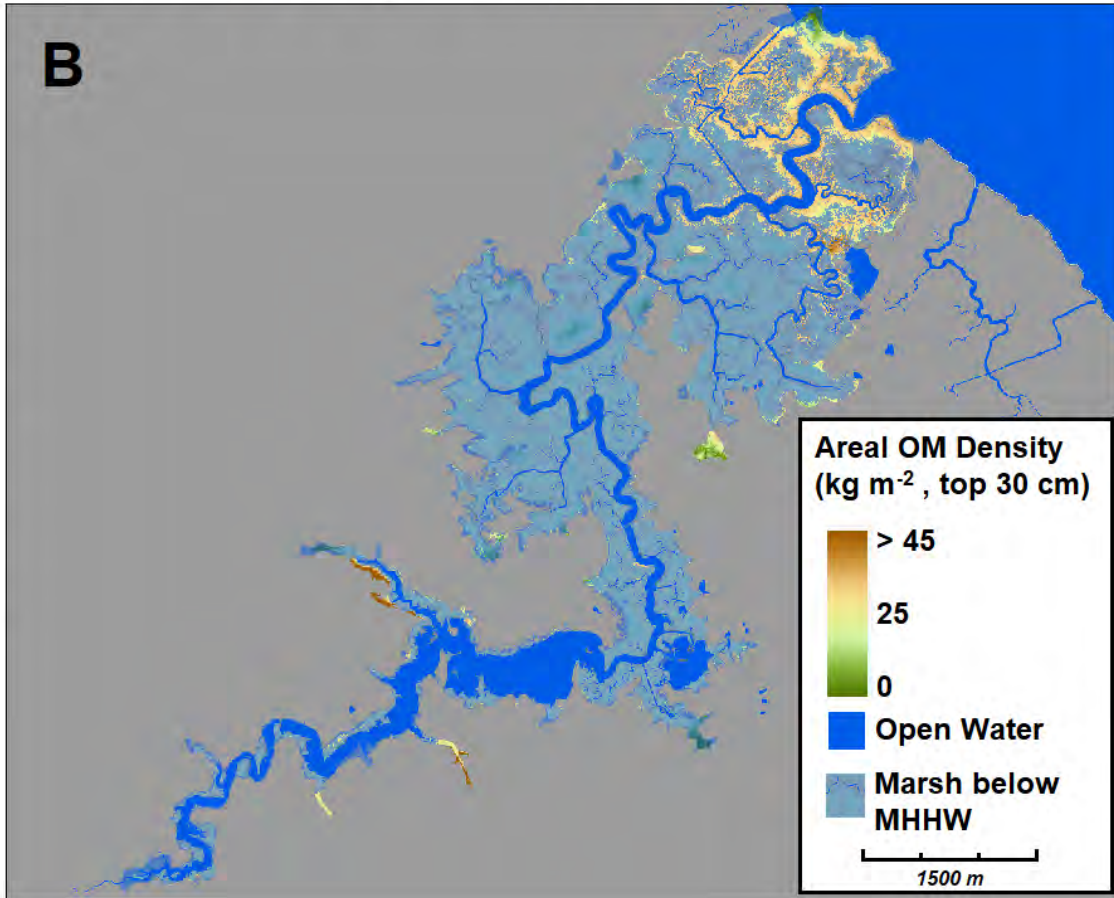 B
Areal OM Density
(kg m-2 , top 30 cm)
> 45
25
0
Open Water
Marsh below
MHHW
1500 m